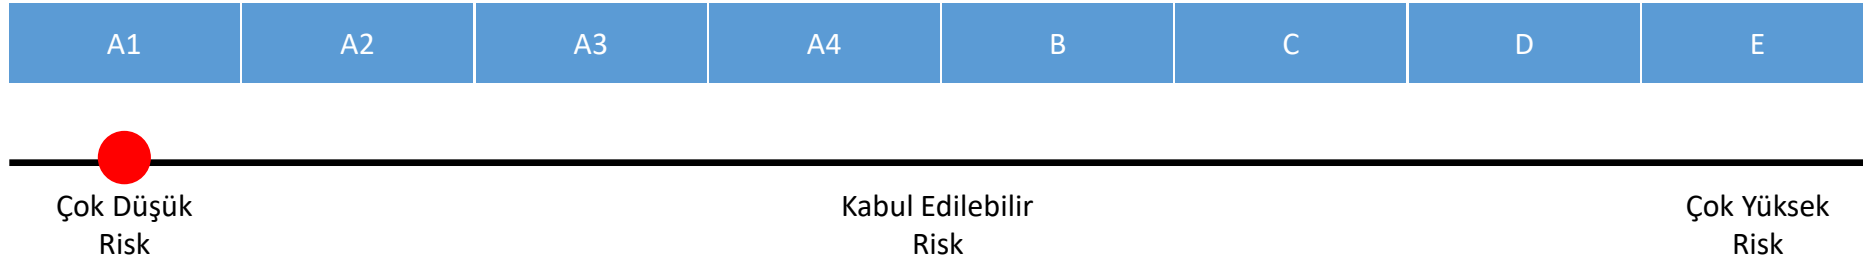 A1 A2 A3 A4 B C D E
Çok Düşük Risk
Kabul Edilebilir Risk
Çok Yüksek Risk